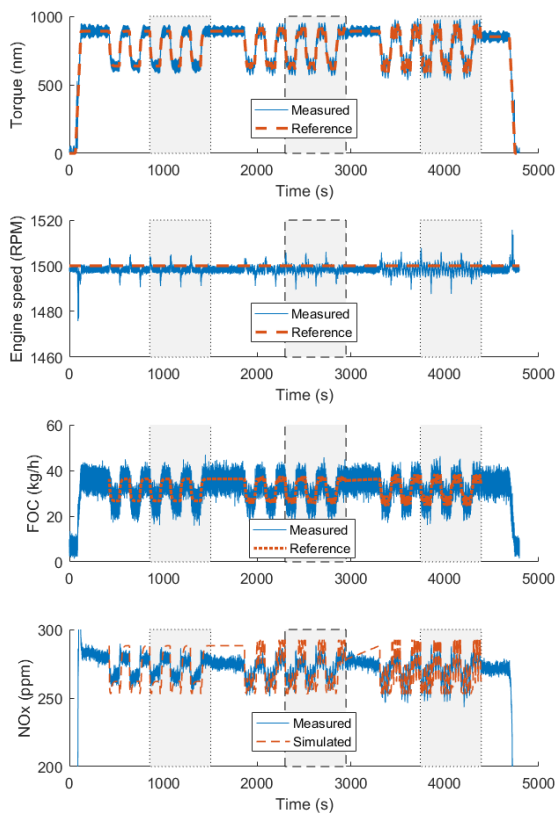 1000
500
0
Torque (nm)
Measured
Reference
0 1000 2000 3000 4000 5000
Time (s)
1520
1500
1480
1460
Engine speed (RPM)
Measured
Reference
0 1000 2000 3000 4000 5000
Time (s)
60
40
20
0
FOC (kg/h)
Measured
Reference
0 1000 2000 3000 4000 5000
Time (s)
300
250
200
NOx (ppm)
Measured
Simulated
0 1000 2000 3000 4000 5000
Time (s)